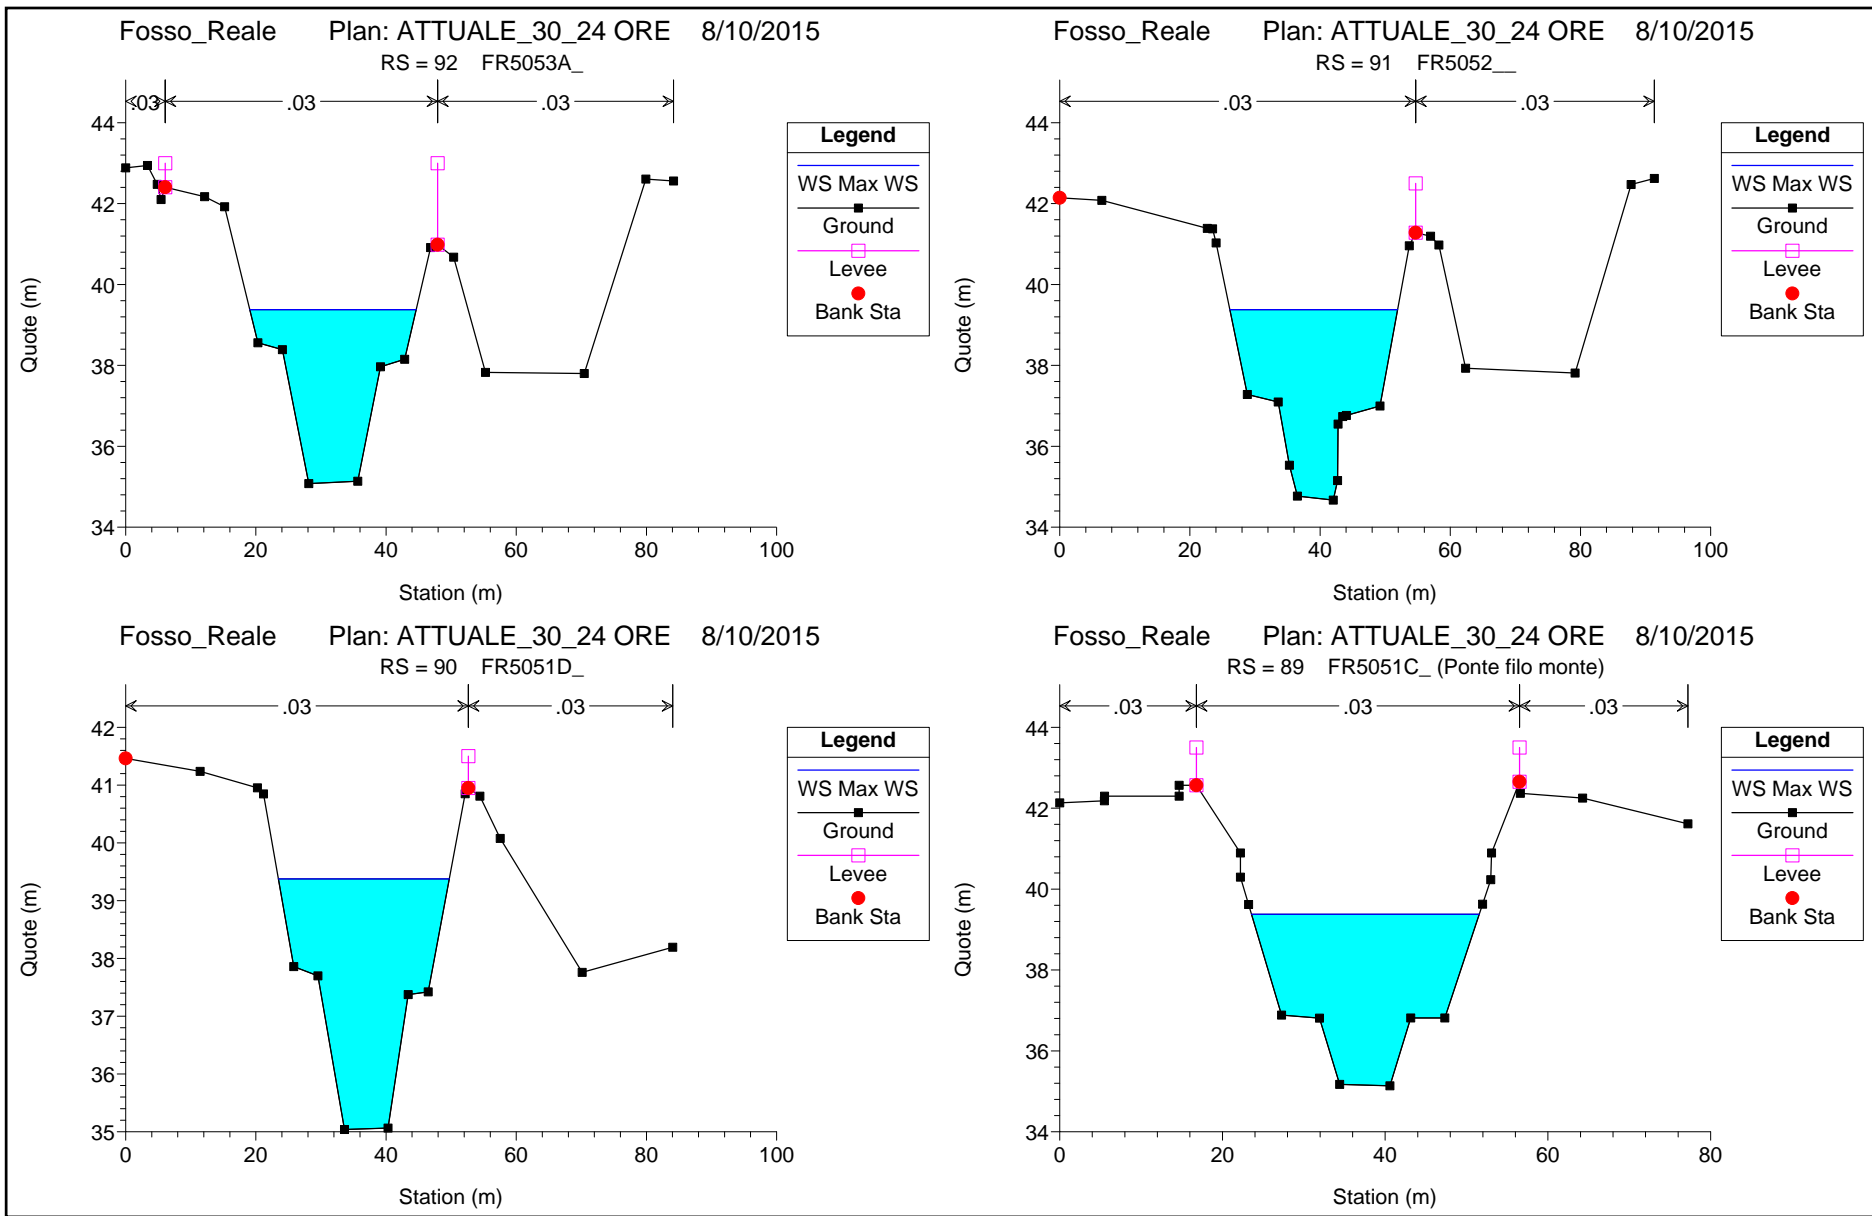 Fosso_Reale Plan: ATTUALE_30_24 ORE 8/10/2015
RS = 92 FR5053A_
.03 .03 .03
44
42
40
38
36
34
0 20 40 60 80 100
Quote (m)
Station (m)
Legend
WS Max WS
Ground
Levee
Bank Sta
Fosso_Reale Plan: ATTUALE_30_24 ORE 8/10/2015
RS = 91 FR5052__
.03 .03
44
42
40
38
36
34
0 20 40 60 80 100
Quote (m)
Station (m)
Legend
WS Max WS
Ground
Levee
Bank Sta
Fosso_Reale Plan: ATTUALE_30_24 ORE 8/10/2015
RS = 90 FR5051D_
.03 .03
42
41
40
39
38
37
36
35
0 20 40 60 80 100
Quote (m)
Station (m)
Legend
WS Max WS
Ground
Levee
Bank Sta
Fosso_Reale Plan: ATTUALE_30_24 ORE 8/10/2015
RS = 89 FR5051C_ (Ponte filo monte)
.03 .03 .03
44
42
40
38
36
34
0 20 40 60 80
Quote (m)
Station (m)
Legend
WS Max WS
Ground
Levee
Bank Sta